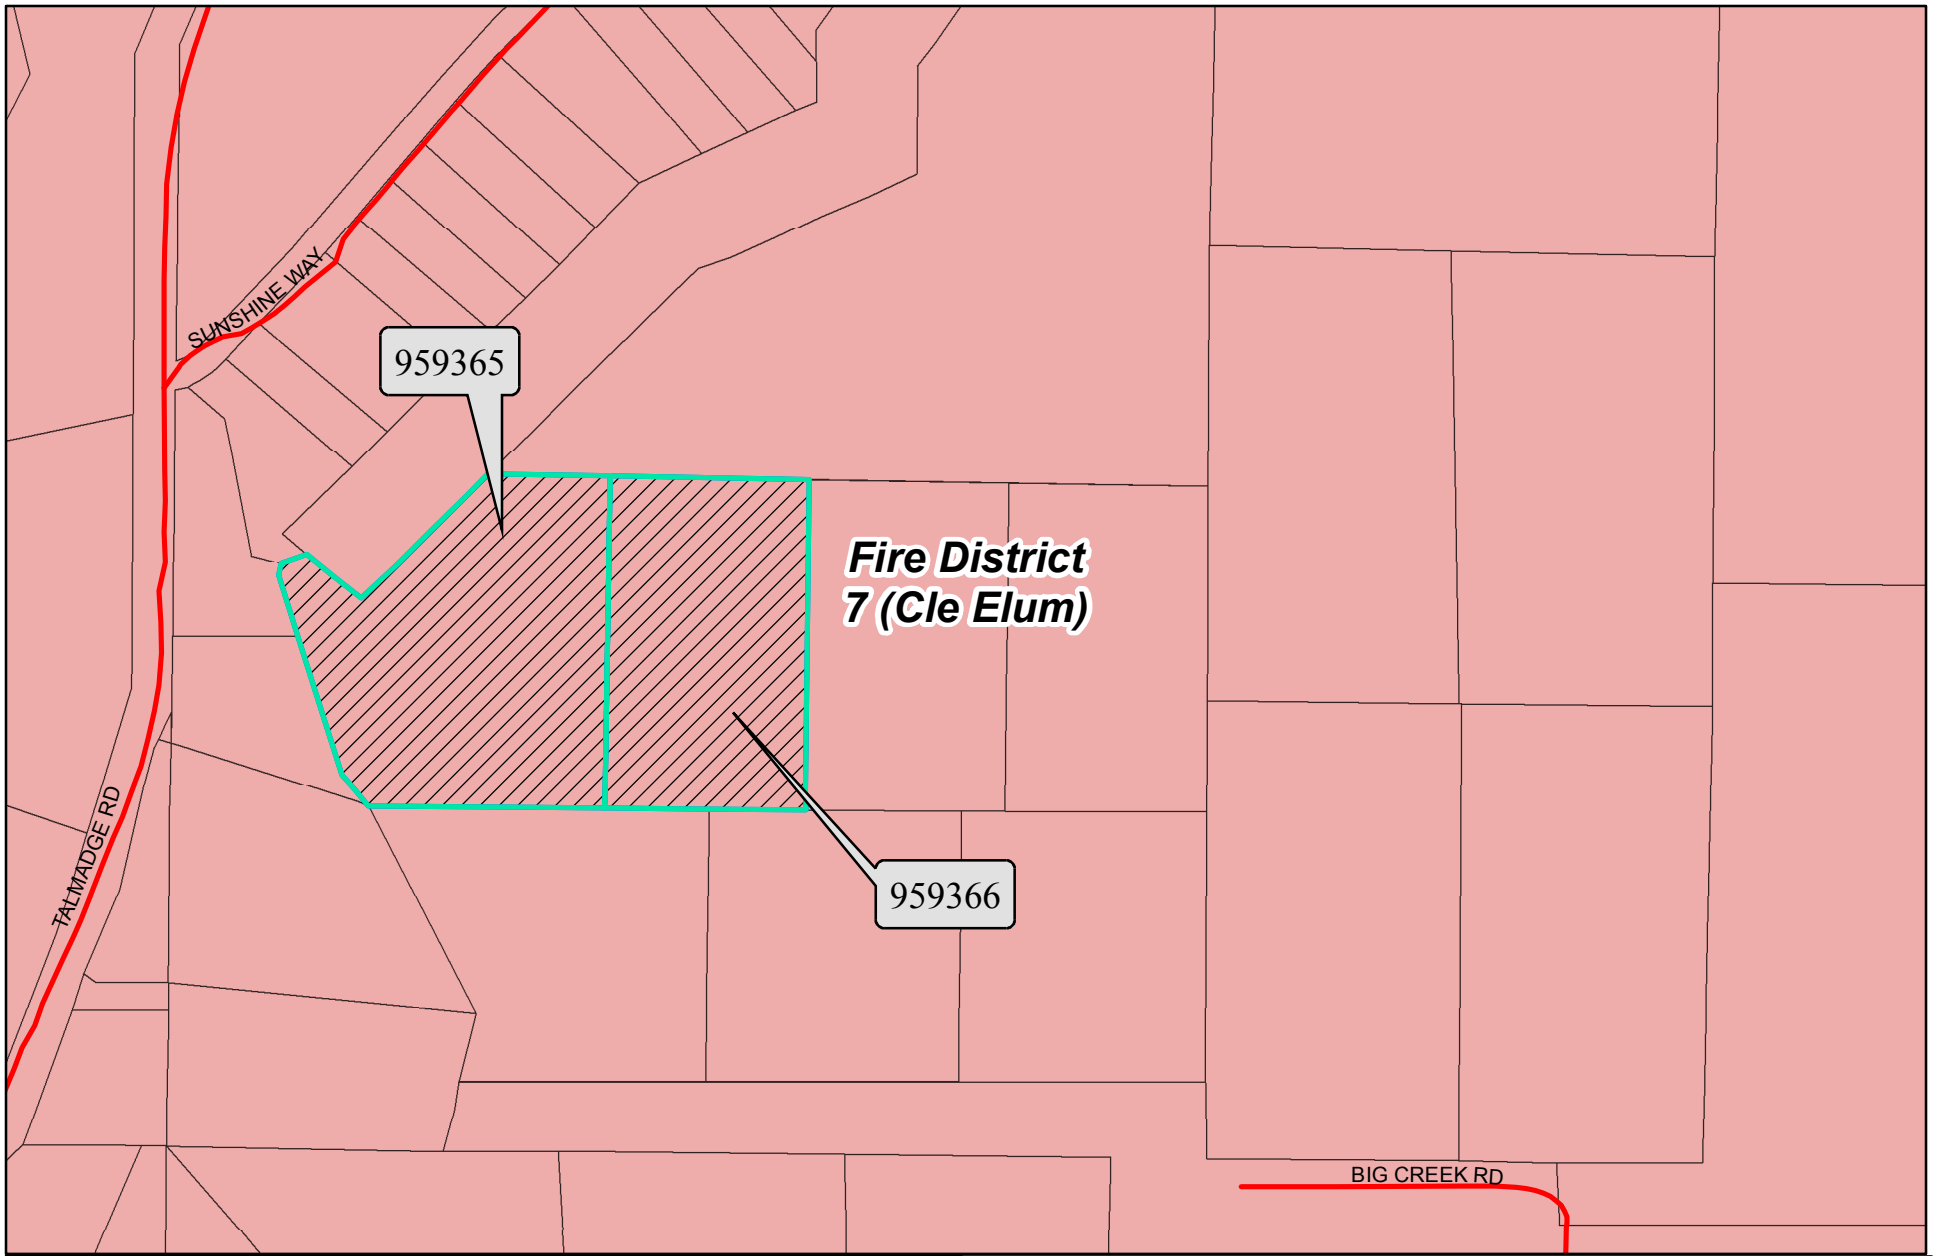 SUNSHINE WAY
959365
Fire District
7 (Cle Elum)
TALMADGE RD
959366
BIG CREEK RD